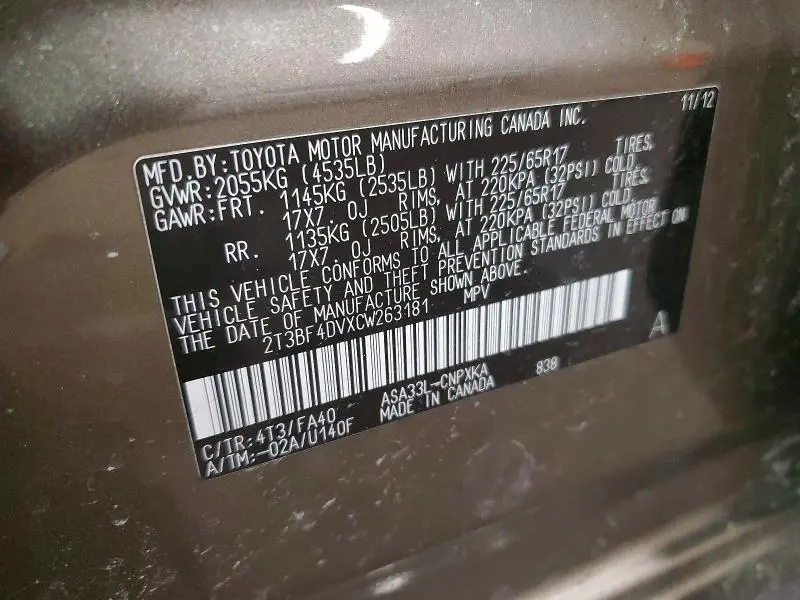 11/12
MFD.BY:TOYOTA MOTOR MANUFACTURING CANADA INC.
GVWR:2055KG (4535LB)
GAWR:FRT. 1145KG (2535LB) WITH 225/65R17 TIRES,
17X7.0J RIMS, AT 220KPA (32PSI) COLD.
RR. 1135KG (2505LB) WITH 225/65R17 TIRES,
17X7.0J RIMS, AT 220KPA (32PSI) COLD.
THIS VEHICLE CONFORMS TO ALL APPLICABLE FEDERAL MOTOR
VEHICLE SAFETY AND THEFT PREVENTION STANDARDS IN EFFECT ON
THE DATE OF MANUFACTURE SHOWN ABOVE.
2T3BF4DVXCW263181 MPV
A
C/TR:4T3/FA40 ASA33L-CNPXKA 838
A/TM:-02A/U140F MADE IN CANADA